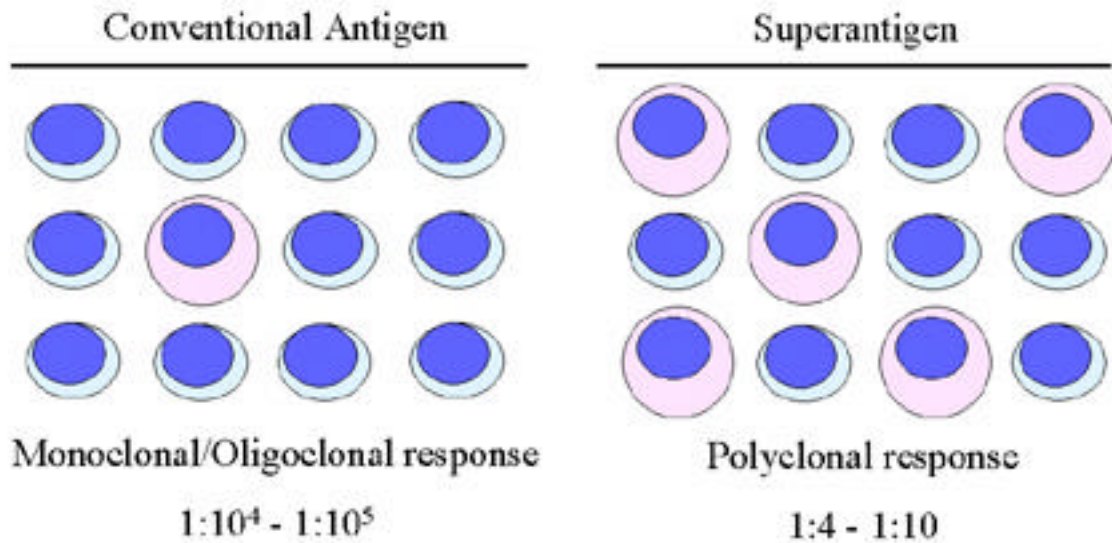 Conventional Antigen
Monoclonal/Oligoclonal response
1:10⁴ - 1:10⁵
Superantigen
Polyclonal response
1:4 - 1:10